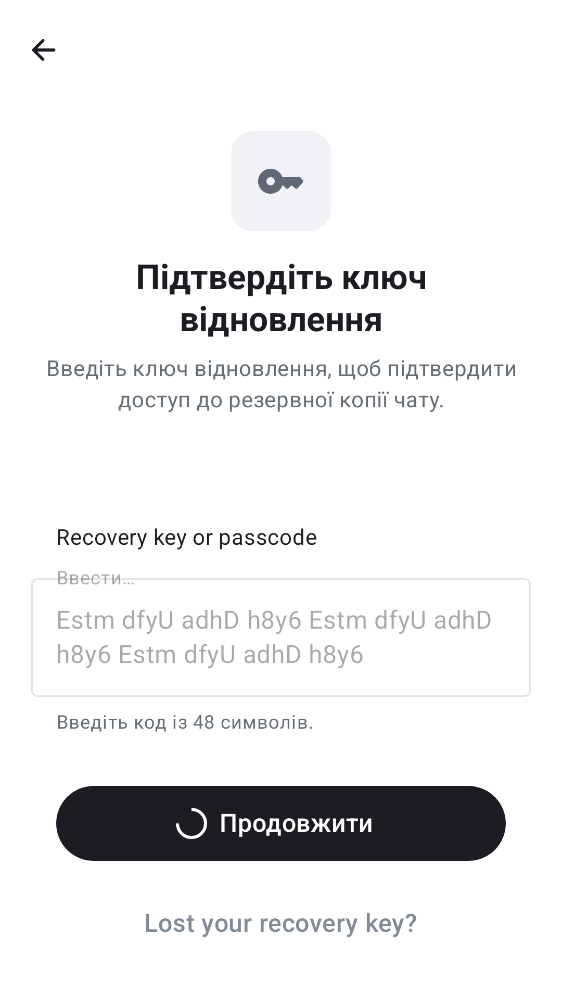 Підтвердіть ключ
відновлення
Введіть ключ відновлення, щоб підтвердити
доступ до резервної копії чату.
Recovery key or passcode
Ввести…
Estm dfyU adhD h8y6 Estm dfyU adhD
h8y6 Estm dfyU adhD h8y6
Введіть код із 48 символів.
Продовжити
Lost your recovery key?